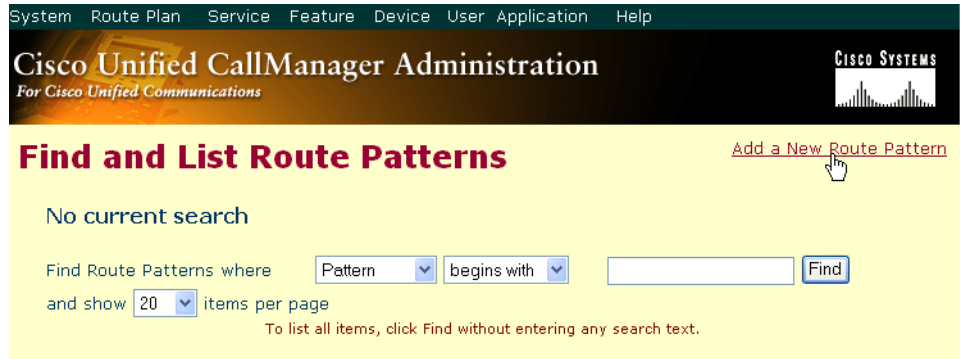 System Route Plan Service Feature Device User Application Help
Cisco Unified CallManager Administration
For Cisco Unified Communications
CISCO SYSTEMS
Find and List Route Patterns
Add a New Route Pattern
No current search
Find Route Patterns where Pattern begins with Find
and show 20 items per page
To list all items, click Find without entering any search text.